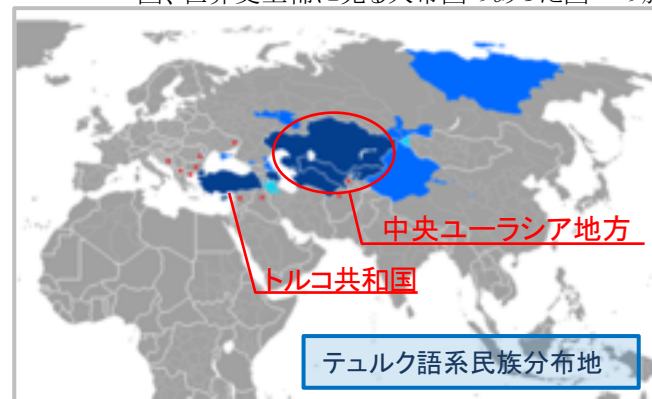 中央ユーラシア地方
トルコ共和国
テュルク語系民族分布地